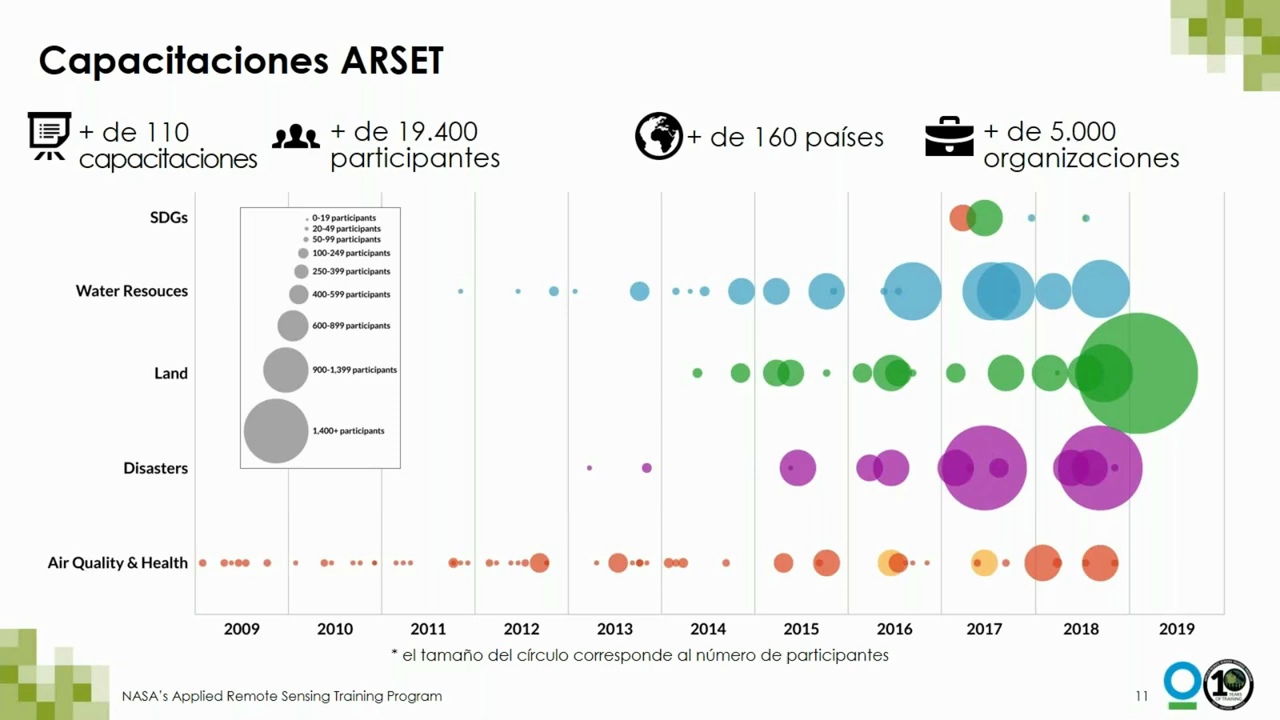 Capacitaciones ARSET
+ de 110
capacitaciones
+ de 19.400
participantes
+ de 160 países
+ de 5.000
organizaciones
SDGs
Water Resouces
Land
Disasters
Air Quality & Health
0-19 participants
20-49 participants
50-99 participants
100-249 participants
250-399 participants
400-599 participants
600-899 participants
900-1,399 participants
1,400+ participants
2009 2010 2011 2012 2013 2014 2015 2016 2017 2018 2019
* el tamaño del círculo corresponde al número de participantes
NASA's Applied Remote Sensing Training Program
11
10
YEARS
OF TRAINING